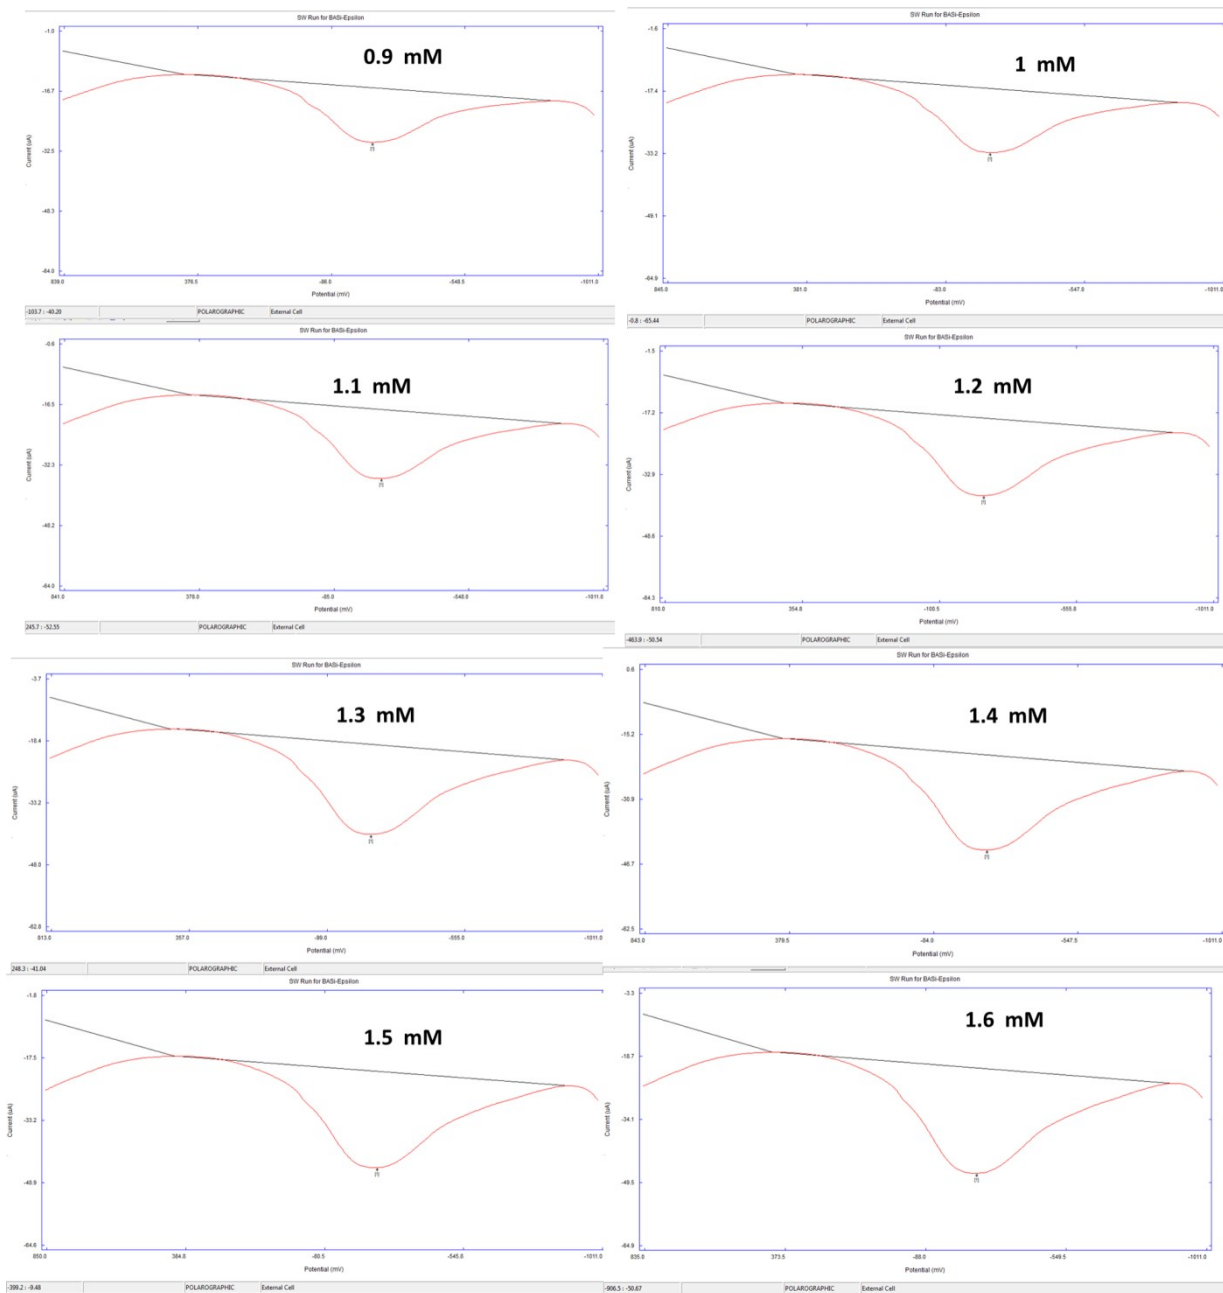 SW Run for BASi-Epsilon
0.9 mM
-1.0
-16.7
-32.5
-48.3
-64.0
Current (uA)
839.0
376.5
-86.0
-548.5
-1011.0
Potential (mV)
-103.7 : -40.20
POLAROGRAPHIC
External Cell
SW Run for BASi-Epsilon
1 mM
-1.6
-17.4
-33.2
-49.1
-64.9
Current (uA)
845.0
381.0
-83.0
-547.0
-1011.0
Potential (mV)
-0.8 : -65.44
POLAROGRAPHIC
External Cell
SW Run for BASi-Epsilon
1.1 mM
-0.6
-16.5
-32.3
-48.2
-64.0
Current (uA)
841.0
378.0
-85.0
-548.0
-1011.0
Potential (mV)
245.7 : -52.55
POLAROGRAPHIC
External Cell
SW Run for BASi-Epsilon
1.2 mM
-1.5
-17.2
-32.9
-48.6
-64.3
Current (uA)
810.0
354.8
-100.5
-555.8
-1011.0
Potential (mV)
-463.9 : -50.54
POLAROGRAPHIC
External Cell
SW Run for BASi-Epsilon
1.3 mM
-3.7
-18.4
-33.2
-48.0
-62.8
Current (uA)
813.0
357.0
-99.0
-555.0
-1011.0
Potential (mV)
248.3 : -41.04
POLAROGRAPHIC
External Cell
SW Run for BASi-Epsilon
1.4 mM
0.6
-15.2
-30.9
-46.7
-62.5
Current (uA)
843.0
379.5
-84.0
-547.5
-1011.0
Potential (mV)
SW Run for BASi-Epsilon
1.5 mM
-1.8
-17.5
-33.2
-48.9
-64.6
Current (uA)
850.0
384.8
-80.5
-545.8
-1011.0
Potential (mV)
-399.2 : -9.48
POLAROGRAPHIC
External Cell
SW Run for BASi-Epsilon
1.6 mM
-3.3
-18.7
-34.1
-49.5
-64.9
Current (uA)
835.0
373.5
-88.0
-549.5
-1011.0
Potential (mV)
-906.5 : -50.67
POLAROGRAPHIC
External Cell